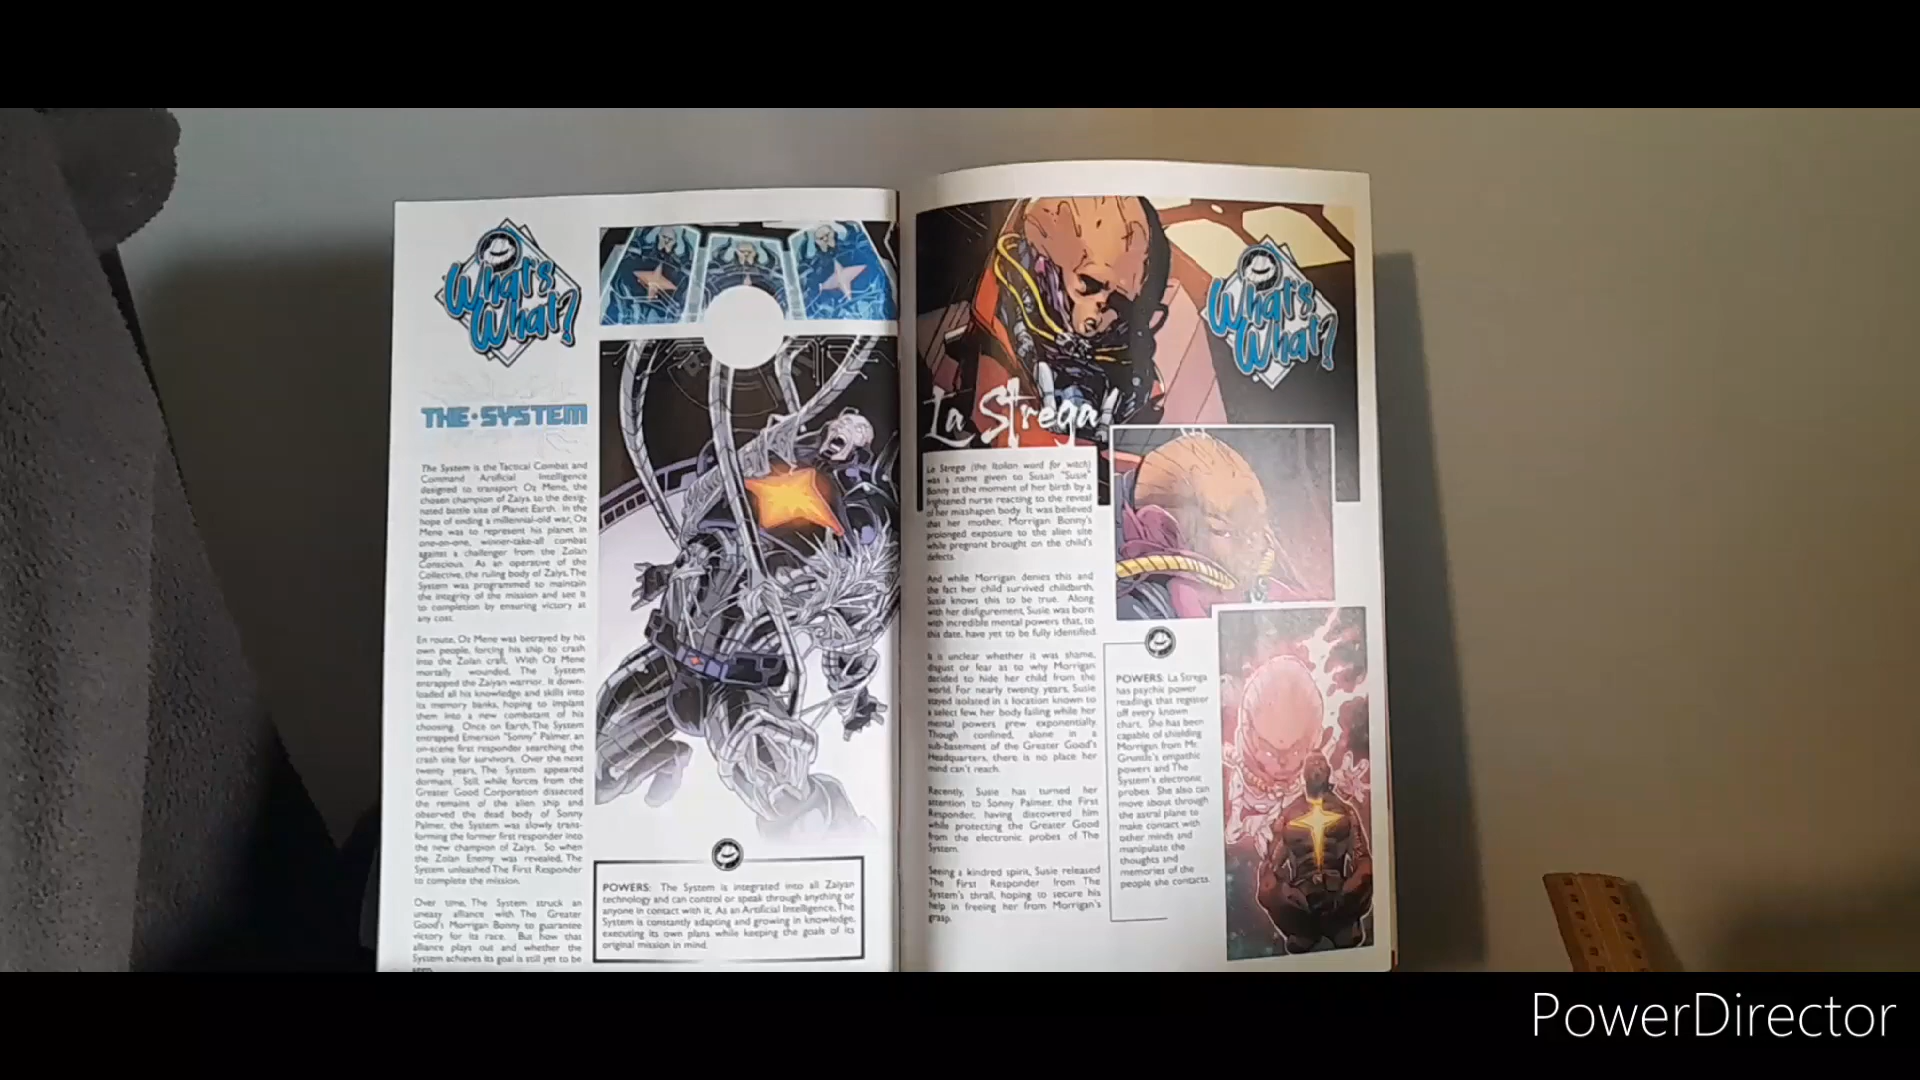 What's
What?
THE•SYSTEM
The System is the Tactical Combat and
Command Artificial Intelligence
designed to transport Oz Mene, the
chosen champion of Zaiys, to the desig-
nated battle site of Planet Earth. In the
hope of ending a millennial-old war, Oz
Mene was to represent his planet in
one-on-one, winner-take-all combat
against a challenger from the Zolan
Conscious. As an operative of the
Collective, the ruling body of Zaiys, The
System was programmed to maintain
the integrity of the mission and see it
to completion by ensuring victory at
any cost.
En route, Oz Mene was betrayed by his
own people, forcing his ship to crash
into the Zolan craft. With Oz Mene
mortally wounded, The System
entrapped the Zaiyan warrior. It down-
loaded all his knowledge and skills into
its memory banks, hoping to implant
them into a new combatant of his
choosing. Once on Earth, The System
entrapped Emerson "Sonny" Palmer, an
on-scene first responder searching the
crash site for survivors. Over the next
twenty years, The System appeared
dormant. Still while forces from the
Greater Good Corporation dissected
the remains of the alien ship and
observed the dead body of Sonny
Palmer, the System was slowly trans-
forming the former first responder into
the new champion of Zaiys. So when
the Zolan Enemy was revealed, The
System unleashed The First Responder
to complete the mission.
Over time, The System struck an
uneasy alliance with The Greater
Good's Morrigan Bonny to guarantee
victory for its race. But how that
alliance plays out and whether the
System achieves its goal is still yet to be
seen.
POWERS: The System is integrated into all Zaiyan
technology and can control or speak through anything or
anyone in contact with it. As an Artificial Intelligence, The
System is constantly adapting and growing in knowledge,
executing its own plans while keeping the goals of its
original mission in mind.
What's
What?
La Strega
La Strega (the Italian word for witch)
was a name given to Susan "Susie"
Bonny at the moment of her birth by a
frightened nurse reacting to the reveal
of her misshapen body. It was believed
that her mother, Morrigan Bonny's
prolonged exposure to the alien site
while pregnant brought on the child's
defects.
And while Morrigan denies this and
the fact her child survived childbirth,
Susie knows this to be true. Along
with her disfigurement, Susie was born
with incredible mental powers that, to
this date, have yet to be fully identified.
It is unclear whether it was shame,
disgust or fear as to why Morrigan
decided to hide her child from the
world. For nearly twenty years, Susie
stayed isolated in a location known to
a select few, her body failing while her
mental powers grew exponentially.
Though confined, alone in a
sub-basement of the Greater Good's
Headquarters, there is no place her
mind can't reach.
Recently, Susie has turned her
attention to Sonny Palmer, the First
Responder, having discovered him
while protecting the Greater Good
from the electronic probes of The
System.
Seeing a kindred spirit, Susie released
The First Responder from The
System's thrall, hoping to secure his
help in freeing her from Morrigan's
grasp.
POWERS: La Strega
has psychic power
readings that register
off every known
chart. She has been
capable of shielding
Morrigan from Mr.
Grunde's empathic
powers and The
System's electronic
probes. She also can
move about through
the astral plane to
make contact with
other minds and
manipulate the
thoughts and
memories of the
people she contacts.
PowerDirector